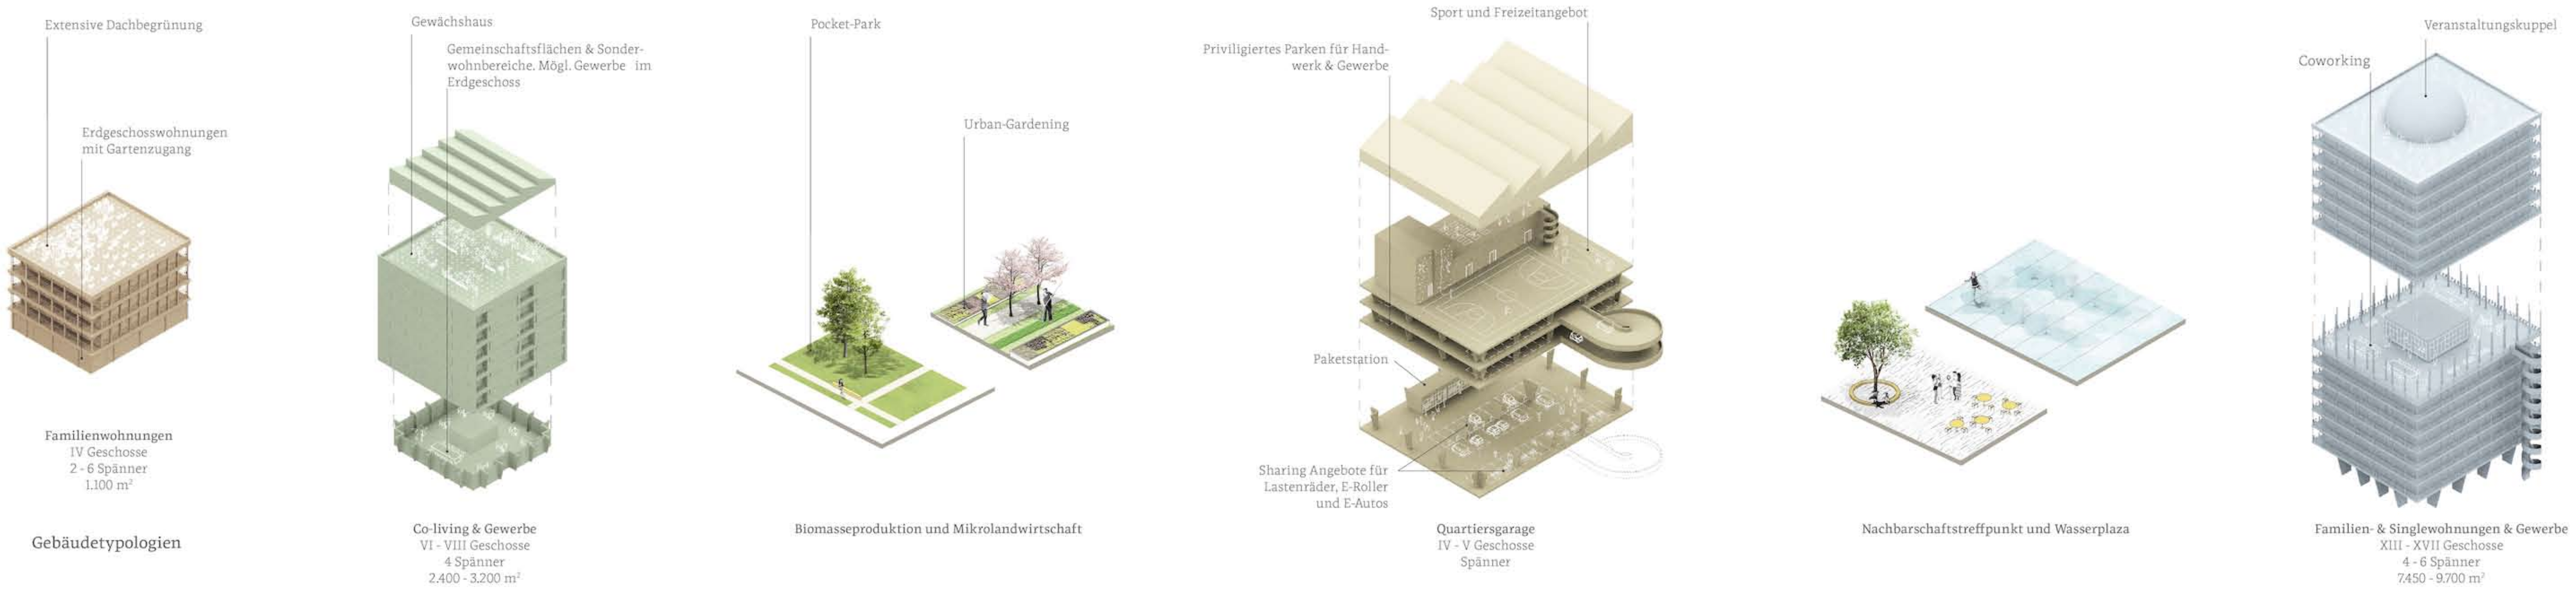 Extensive Dachbegrünung
Erdgeschosswohnungen
mit Gartenzugang
Familienwohnungen
IV Geschosse
2 - 6 Spänner
1.100 m²
Gebäudetypologien
Gewächshaus
Gemeinschaftsflächen & Sonder-
wohnbereiche. Mögl. Gewerbe im
Erdgeschoss
Co-living & Gewerbe
VI - VIII Geschosse
4 Spänner
2.400 - 3.200 m²
Pocket-Park
Urban-Gardening
Biomasseproduktion und Mikrolandwirtschaft
Sport und Freizeitangebot
Priviligiertes Parken für Hand-
werk & Gewerbe
Paketstation
Sharing Angebote für
Lastenräder, E-Roller
und E-Autos
Quartiersgarage
IV - V Geschosse
Spänner
Nachbarschaftstreffpunkt und Wasserplaza
Veranstaltungskuppel
Coworking
Familien- & Singlewohnungen & Gewerbe
XIII - XVII Geschosse
4 - 6 Spänner
7.450 - 9.700 m²